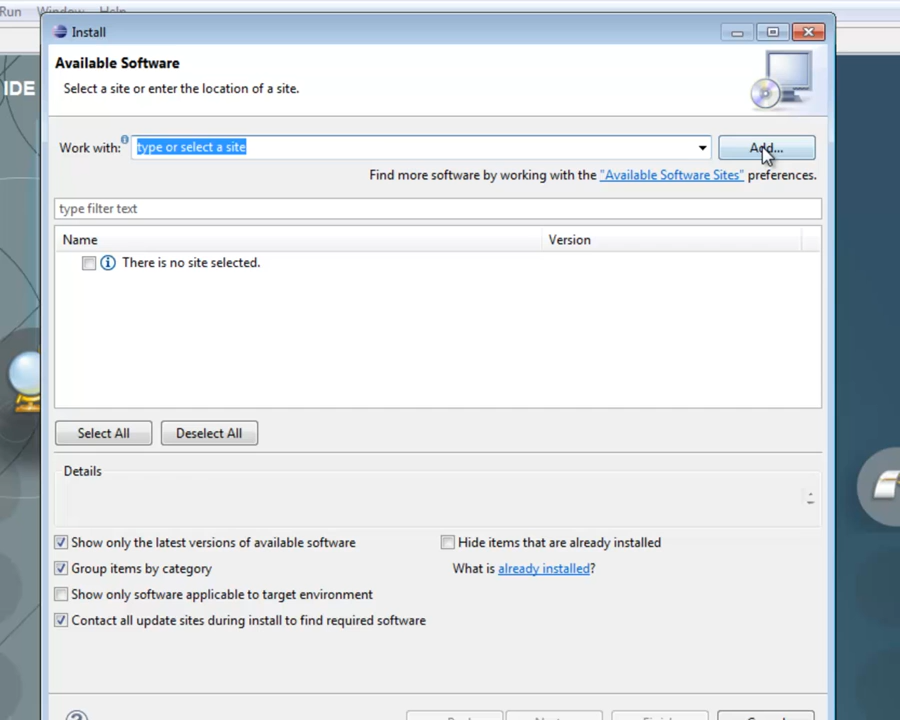 Run Window Help
Install
IDE
Available Software
Select a site or enter the location of a site.
Work with: type or select a site Add...
Find more software by working with the "Available Software Sites" preferences.
type filter text
Name Version
There is no site selected.
Select All Deselect All
Details
Show only the latest versions of available software Hide items that are already installed
Group items by category What is already installed?
Show only software applicable to target environment
Contact all update sites during install to find required software